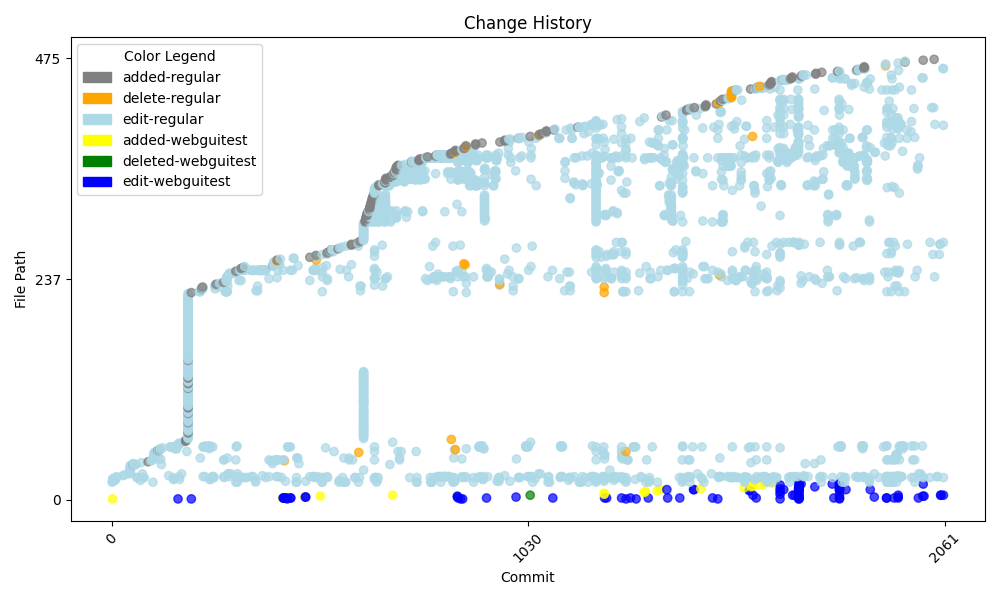 Change History
Color Legend
added-regular
delete-regular
edit-regular
added-webguitest
deleted-webguitest
edit-webguitest
475
237
0
File Path
0
1030
2061
Commit